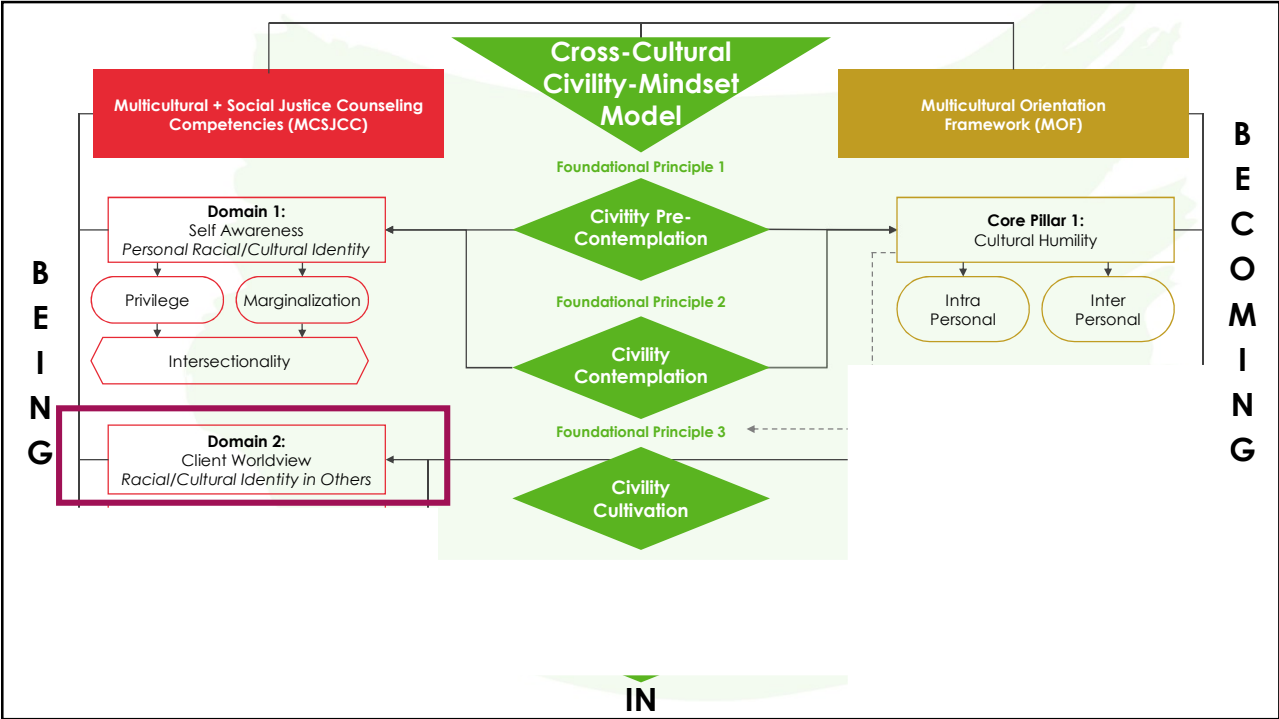 Cross-Cultural
Civility-Mindset
Model
Multicultural + Social Justice Counseling
Competencies (MCSJCC)
Multicultural Orientation
Framework (MOF)
B
E
I
N
G
B
E
C
O
M
I
N
G
Foundational Principle 1
Civitity Pre-
Contemplation
Domain 1:
Self Awareness
Personal Racial/Cultural Identity
Privilege
Marginalization
Intersectionality
Core Pillar 1:
Cultural Humility
Intra
Personal
Inter
Personal
Foundational Principle 2
Civility
Contemplation
Foundational Principle 3
Civility
Cultivation
Domain 2:
Client Worldview
Racial/Cultural Identity in Others
IN